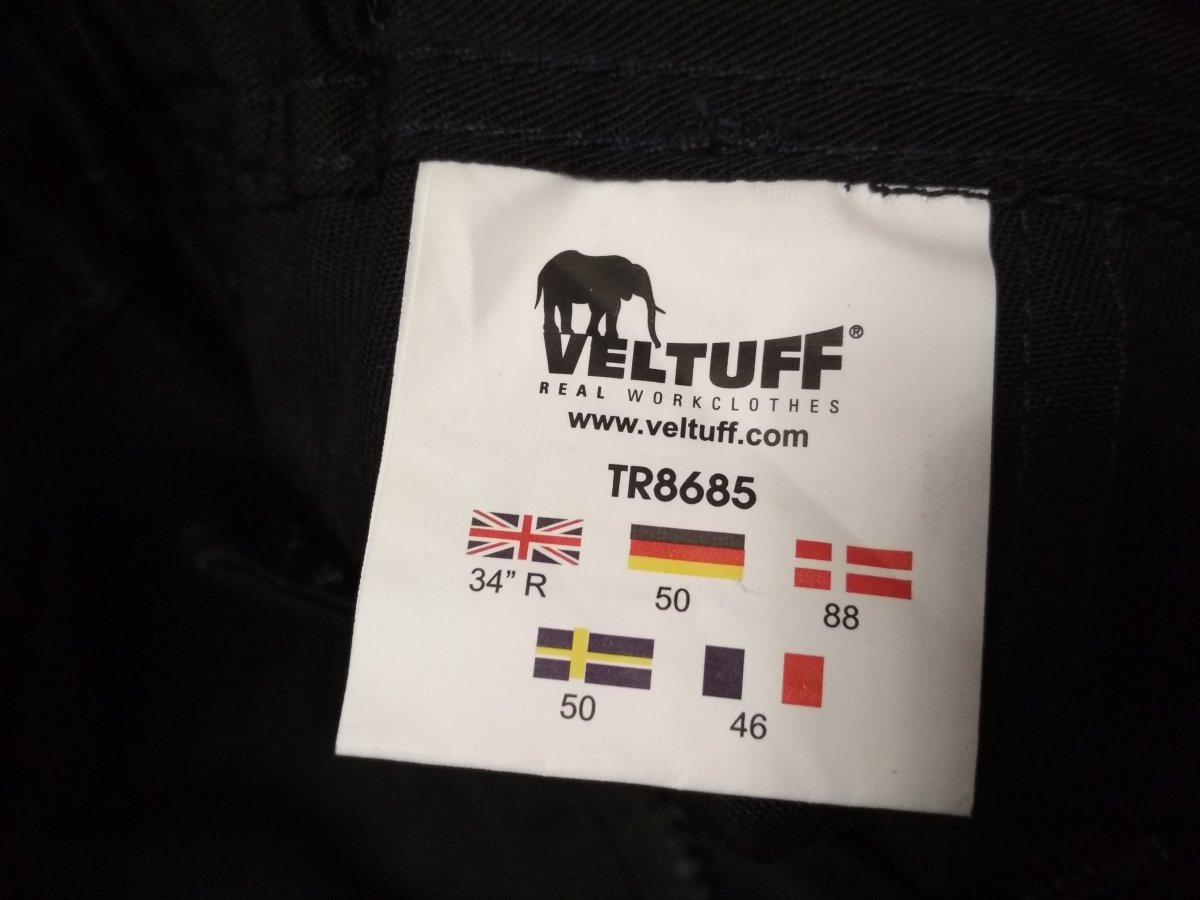 VELTUFF®
REAL WORKCLOTHES
www.veltuff.com
TR8685
34” R
50
88
50
46